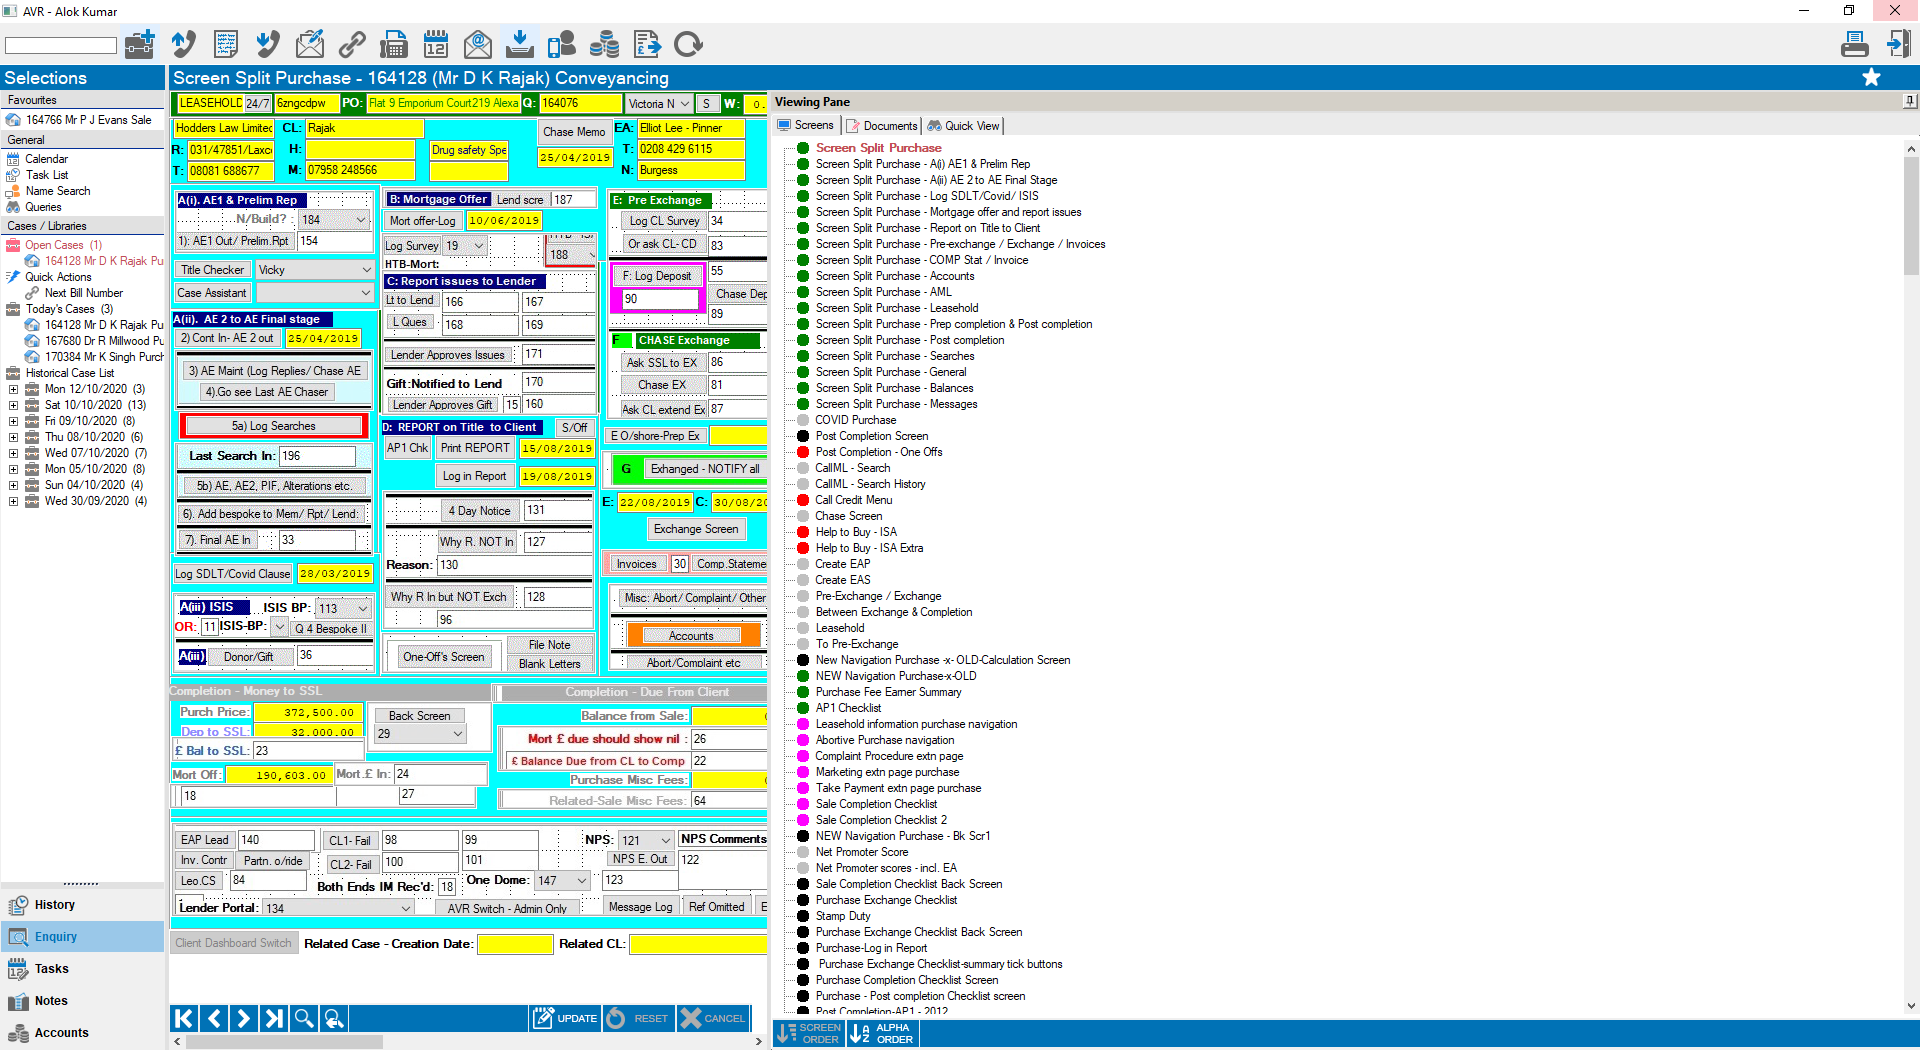 AVR - Alok Kumar
Selections
Screen Split Purchase - 164128 (Mr D K Rajak) Conveyancing
Favourites
164766 Mr P J Evans Sale
General
Calendar
Task List
Name Search
Queries
Cases / Libraries
Open Cases (1)
164128 Mr D K Rajak Pu
Quick Actions
Next Bill Number
Today's Cases (3)
164128 Mr D K Rajak Pu
167680 Dr R Millwood Pu
170384 Mr K Singh Purch
Historical Case List
Mon 12/10/2020 (3)
Sat 10/10/2020 (13)
Fri 09/10/2020 (8)
Thu 08/10/2020 (6)
Wed 07/10/2020 (7)
Mon 05/10/2020 (8)
Sun 04/10/2020 (4)
Wed 30/09/2020 (4)
History
Enquiry
Tasks
Notes
Accounts
LEASEHOLD 24/7 6zngcdpw PO: Flat 9 Emporium Court219 Alexa Q: 164076 Victoria N S W: 0.
Hodders Law Limitec CL: Rajak Chase Memo EA: Elliot Lee - Pinner
R: 031/47851/Laxc H: Drug safety Spe 25/04/2019 T: 0208 429 6115
T: 08081 688677 M: 07958 248566 N: Burgess
A(i). AE1 & Prelim Rep
N/Build? : 184
1): AE1 Out/ Prelim.Rpt 154
Title Checker Vicky
Case Assistant
A(ii). AE 2 to AE Final stage
2) Cont In- AE 2 out 25/04/2019
3) AE Maint (Log Replies/ Chase AE
4).Go see Last AE Chaser
5a) Log Searches
Last Search In: 196
5b) AE, AE2, PIF, Alterations etc.
6). Add bespoke to Mem/ Rpt/ Lend:
7). Final AE In 33
Log SDLT/Covid Clause 28/03/2019
A(iii) ISIS ISIS BP: 113
OR: 11 ISIS-BP: Q 4 Bespoke II
A(iii) Donor/Gift 36
B: Mortgage Offer Lend scre 187
Mort offer-Log 10/06/2019
Log Survey 19 188
HTB-Mort:
C: Report issues to Lender
Lt to Lend 166 167
L Ques 168 169
Lender Approves Issues 171
Gift:Notified to Lend 170
Lender Approves Gift 15 160
D: REPORT on Title to Client S/Off
AP1 Chk Print REPORT 15/08/2019
Log in Report 19/08/2019
4 Day Notice 131
Why R. NOT In 127
Reason: 130
Why R In but NOT Exch 128
96
One-Off's Screen File Note
Blank Letters
E: Pre Exchange
Log CL Survey 34
Or ask CL- CD 83
F: Log Deposit 55
90 Chase Dep
89
F CHASE Exchange
Ask SSL to EX 86
Chase EX 81
Ask CL extend Ex 87
E O/shore-Prep Ex
G Exhanged - NOTIFY all
E: 22/08/2019 C: 30/08/20
Exchange Screen
Invoices 30 Comp.Stateme
Misc: Abort/ Complaint/ Other
Accounts
Abort/Complaint etc
Completion - Money to SSL
Purch Price: 372,500.00
Dep to SSL: 32.000.00
£ Bal to SSL: 23
Mort Off: 190,603.00 Mort £ In: 24
18 27
Back Screen
29
Completion - Due From Client
Balance from Sale:
Mort £ due should show nil : 26
£ Balance Due from CL to Comp 22
Purchase Misc Fees:
Related-Sale Misc Fees: 64
EAP Lead 140 CL1- Fail 98 99 NPS: 121 NPS Comments
Inv. Contr Partn. o/ride CL2- Fail 100 101 NPS E. Out 122
Leo.CS 84 Both Ends IM Rec'd: 18 One Dome: 147 123
Lender Portal: 134 AVR Switch - Admin Only Message Log Ref Omitted E
Client Dashboard Switch Related Case - Creation Date: Related CL:
UPDATE RESET CANCEL
Viewing Pane
Screens Documents Quick View
Screen Split Purchase
Screen Split Purchase - A(i) AE1 & Prelim Rep
Screen Split Purchase - A(ii) AE 2 to AE Final Stage
Screen Split Purchase - Log SDLT/Covid/ ISIS
Screen Split Purchase - Mortgage offer and report issues
Screen Split Purchase - Report on Title to Client
Screen Split Purchase - Pre-exchange / Exchange / Invoices
Screen Split Purchase - COMP Stat / Invoice
Screen Split Purchase - Accounts
Screen Split Purchase - AML
Screen Split Purchase - Leasehold
Screen Split Purchase - Prep completion & Post completion
Screen Split Purchase - Post completion
Screen Split Purchase - Searches
Screen Split Purchase - General
Screen Split Purchase - Balances
Screen Split Purchase - Messages
COVID Purchase
Post Completion Screen
Post Completion - One Offs
CallML - Search
CallML - Search History
Call Credit Menu
Chase Screen
Help to Buy - ISA
Help to Buy - ISA Extra
Create EAP
Create EAS
Pre-Exchange / Exchange
Between Exchange & Completion
Leasehold
To Pre-Exchange
New Navigation Purchase -x- OLD-Calculation Screen
NEW Navigation Purchase-x-OLD
Purchase Fee Earner Summary
AP1 Checklist
Leasehold information purchase navigation
Abortive Purchase navigation
Complaint Procedure extn page
Marketing extn page purchase
Take Payment extn page purchase
Sale Completion Checklist
Sale Completion Checklist 2
NEW Navigation Purchase - Bk Scr1
Net Promoter Score
Net Promoter scores - incl. EA
Sale Completion Checklist Back Screen
Purchase Exchange Checklist
Stamp Duty
Purchase Exchange Checklist Back Screen
Purchase-Log in Report
Purchase Exchange Checklist-summary tick buttons
Purchase Completion Checklist Screen
Purchase - Post completion Checklist screen
Post Completion-AP1 - 2012
SCREEN ORDER ALPHA ORDER